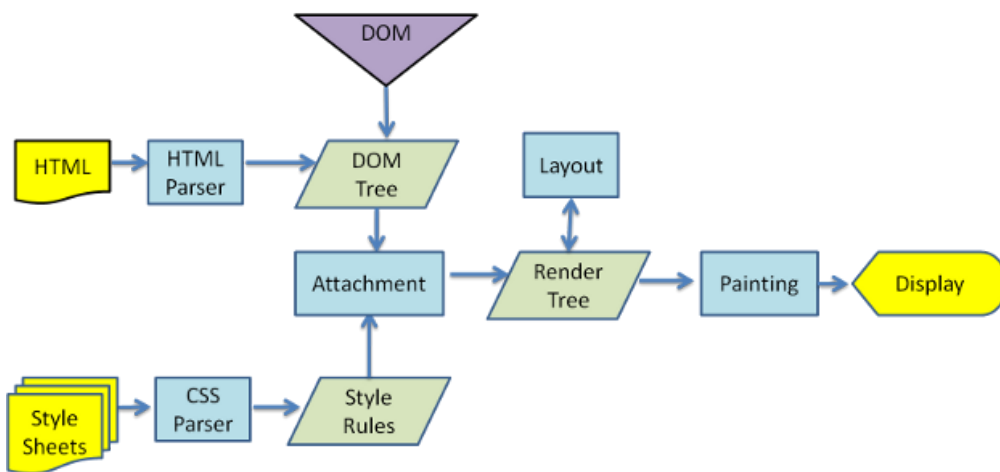 DOM
HTML
HTML
Parser
DOM
Tree
Layout
Attachment
Render
Tree
Painting
Display
Style
Sheets
CSS
Parser
Style
Rules